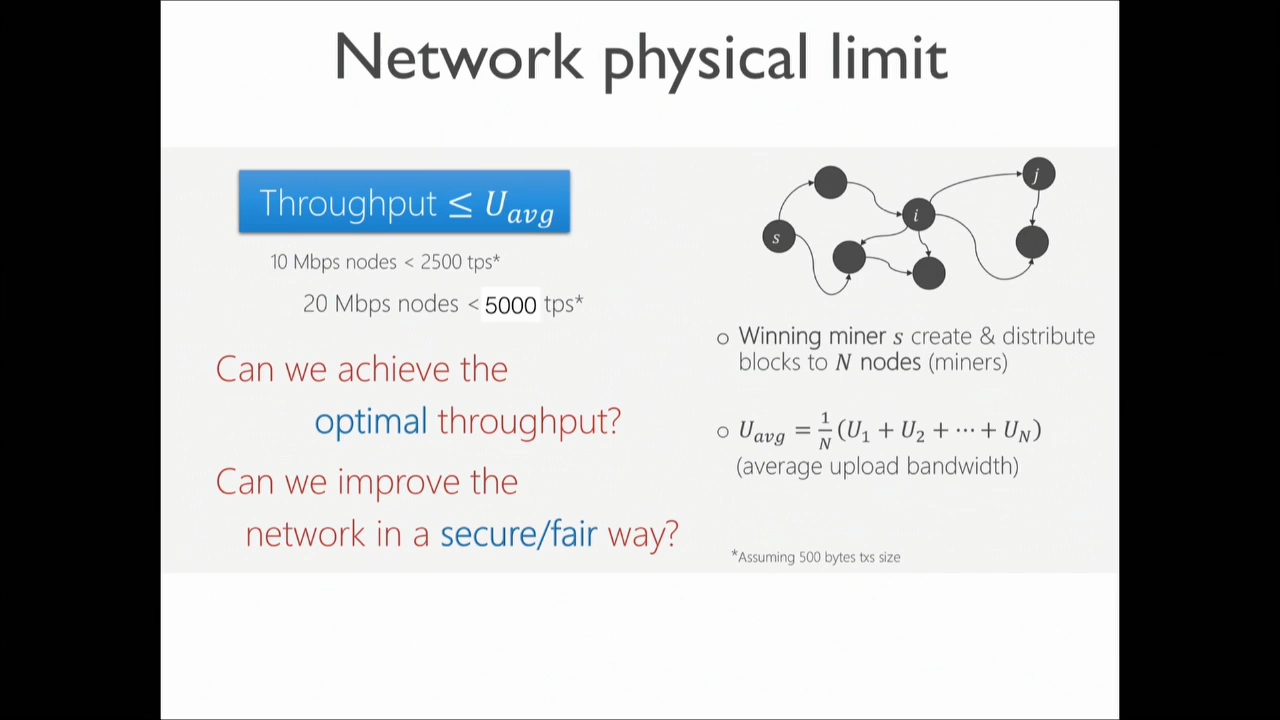 Network physical limit
Throughput ≤ U_avg
10 Mbps nodes < 2500 tps*
20 Mbps nodes < 5000 tps*
Can we achieve the
optimal throughput?
Can we improve the
network in a secure/fair way?
s
i
j
○ Winning miner s create & distribute
blocks to N nodes (miners)
○ U_avg = 1/N (U_1 + U_2 + ⋯ + U_N)
(average upload bandwidth)
*Assuming 500 bytes txs size